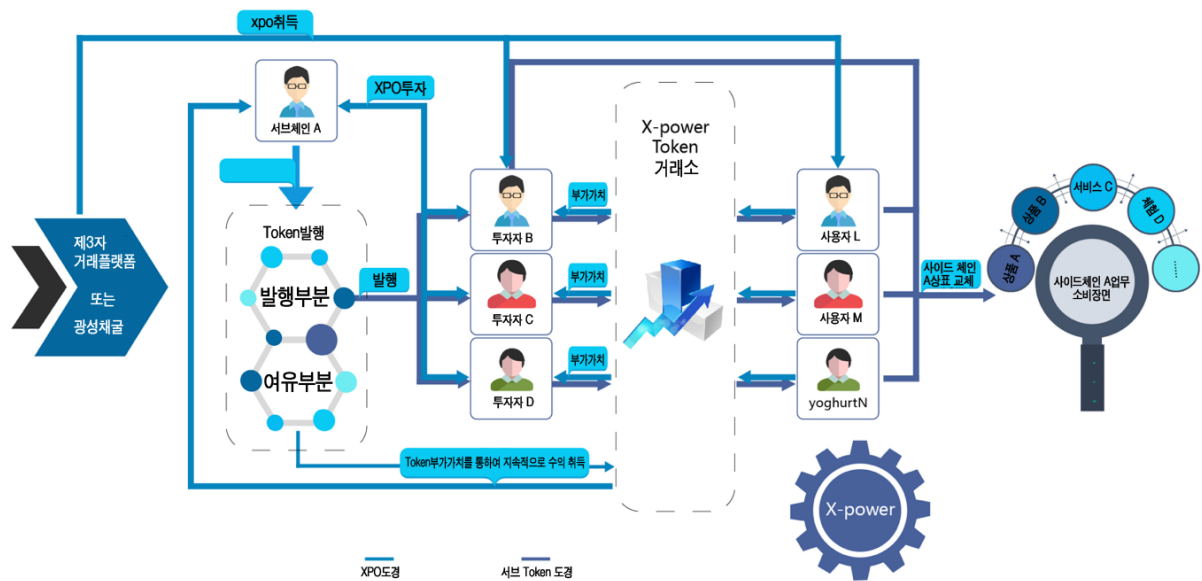 xpo취득
XPO투자
서브체인 A
X-power
Token
거래소
제3자
거래플랫폼
또는
광성채굴
Token발행
발행부분
여유부분
발행
투자자 B
투자자 C
투자자 D
부가가치
부가가치
부가가치
사용자 L
사용자 M
yoghurtN
사이드 체인
A상표 교체
상품 A
상품 B
서비스 C
체험 D
......
사이드체인 A업무
소비장면
Token부가가치를 통하여 지속적으로 수익 취득
X-power
XPO도경
서브 Token 도경